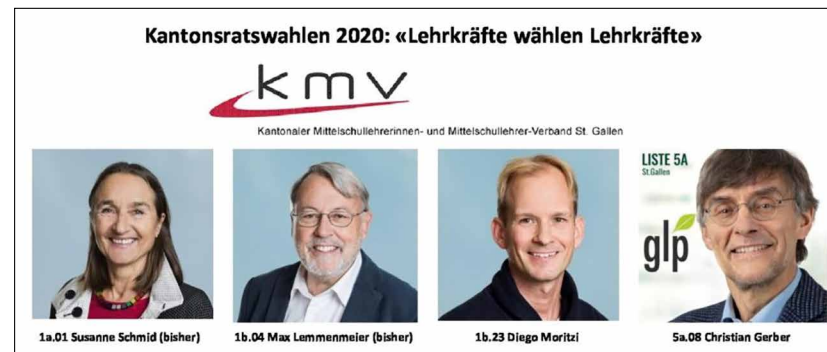 Kantonsratswahlen 2020: «Lehrkräfte wählen Lehrkräfte»
kmv
Kantonaler Mittelschullehrerinnen- und Mittelschullehrer-Verband St. Gallen
LISTE 5A
St.Gallen
glp
1a.01 Susanne Schmid (bisher)
1b.04 Max Lemmenmeier (bisher)
1b.23 Diego Moritzi
5a.08 Christian Gerber